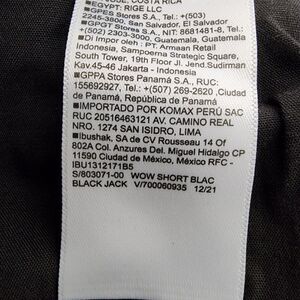 COSTA RICA
■EGYPT: RIGE LLC
■GPES Stores S.A., Tel.: +(503)
2245-3800, San Salvador, El Salvador
■GPGT Stores S.A., NIT: 8681481-8, Tel.:
+(502) 2303-3000, Guatemala, Guatemala
■Di Impor oleh : PT. Armaan Retail
Indonesia, Sampoerna Strategic Square,
South Tower, 19th Floor Jl. Jend.Sudirman
Kav.45-46 Jakarta - Indonesia
■GPPA Stores Panamá S.A., RUC;
155692927, Tel.: +(507) 269-2620 ,Ciudad
de Panamá, República de Panamá
■IMPORTADO POR KOMAX PERÚ SAC
RUC 20516463121 AV. CAMINO REAL
NRO. 1274 SAN ISIDRO, LIMA
■Ibushak, SA de CV Rousseau 14 Of
802A Col. Anzures Del. Miguel Hidalgo CP
11590 Ciudad de México, México RFC -
IBU1312171B5
S/803071-00 WOW SHORT BLAC
BLACK JACK V/700060935 12/21